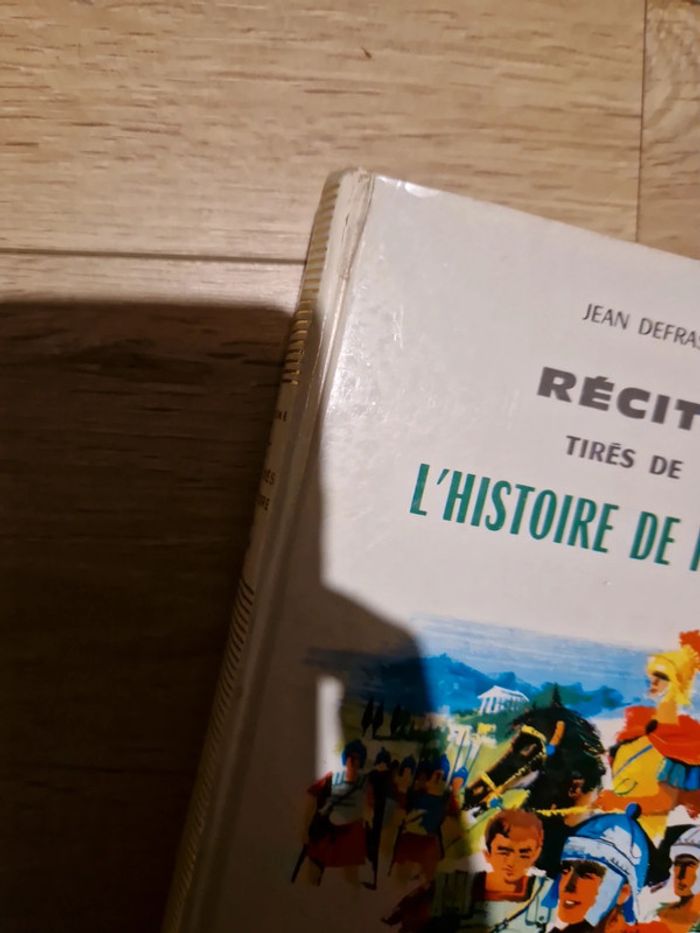 JEAN DEFRAS
RÉCIT
TIRÉS DE
L'HISTOIRE DE